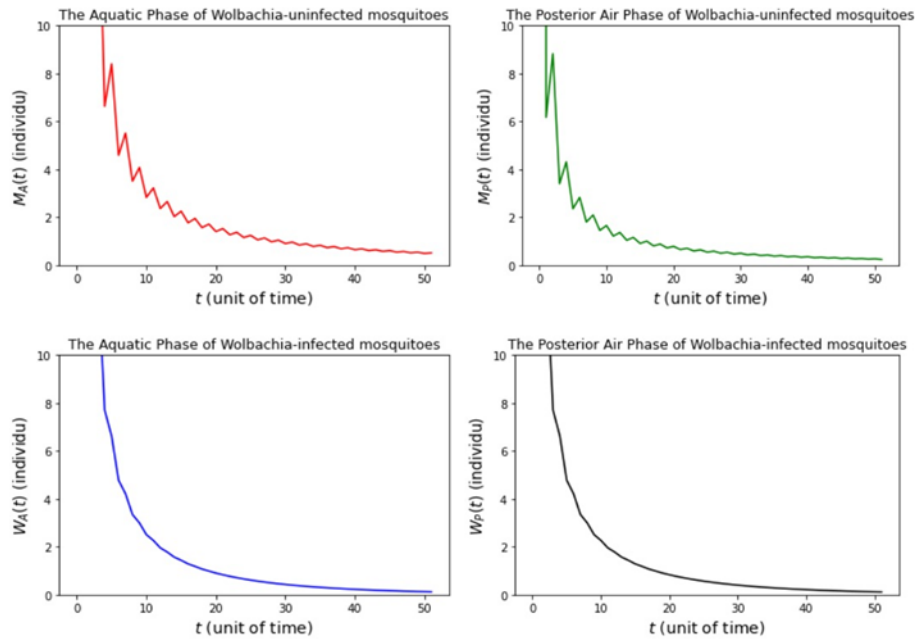 The Aquatic Phase of Wolbachia-uninfected mosquitoes
10
8
6
4
2
0
M_A(t) (individu)
0 10 20 30 40 50
t (unit of time)
The Posterior Air Phase of Wolbachia-uninfected mosquitoes
10
8
6
4
2
0
M_P(t) (individu)
0 10 20 30 40 50
t (unit of time)
The Aquatic Phase of Wolbachia-infected mosquitoes
10
8
6
4
2
0
W_A(t) (individu)
0 10 20 30 40 50
t (unit of time)
The Posterior Air Phase of Wolbachia-infected mosquitoes
10
8
6
4
2
0
W_P(t) (individu)
0 10 20 30 40 50
t (unit of time)